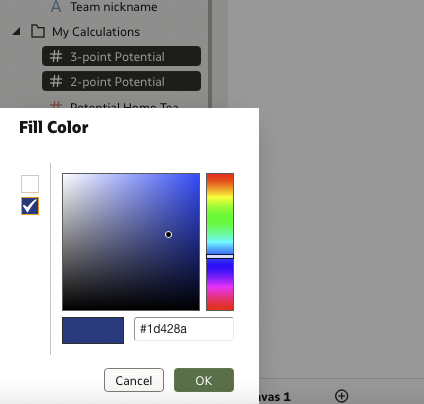 Team nickname
My Calculations
3-point Potential
2-point Potential
Potential Home Tea
Fill Color
#1d428a
Cancel
OK
vas 1